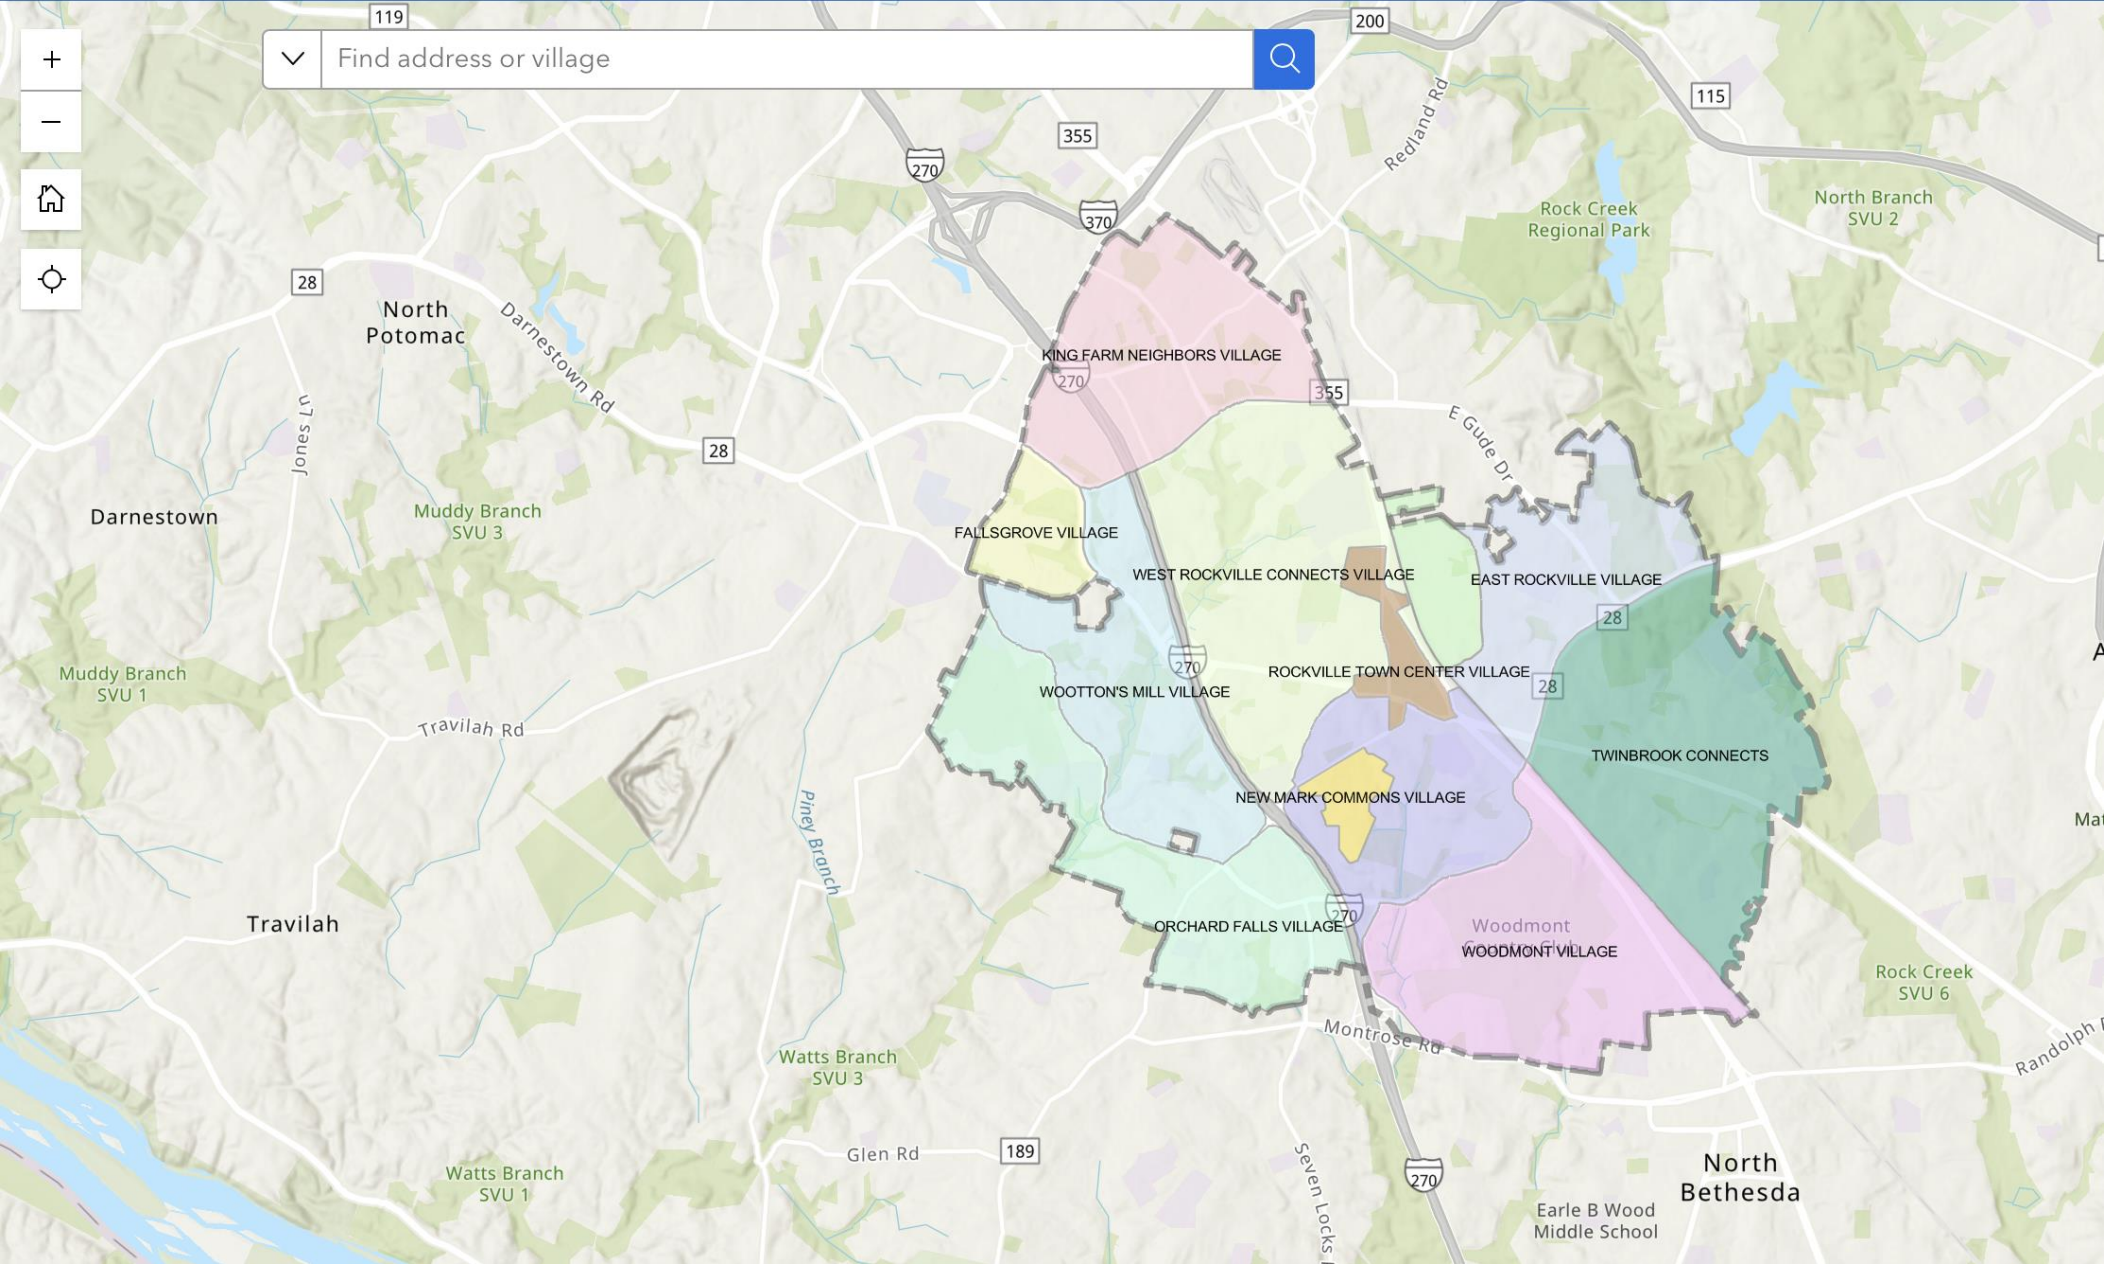 119
200
Find address or village
115
355
Redland Rd
270
370
Rock Creek
Regional Park
North Branch
SVU 2
28
North
Potomac
Darnestown Rd
KING FARM NEIGHBORS VILLAGE
270
355
Jones Ln
28
E Gude Dr
Darnestown
Muddy Branch
SVU 3
FALLSGROVE VILLAGE
WEST ROCKVILLE CONNECTS VILLAGE
EAST ROCKVILLE VILLAGE
28
A
Muddy Branch
SVU 1
270
ROCKVILLE TOWN CENTER VILLAGE
28
WOOTTON'S MILL VILLAGE
Travilah Rd
TWINBROOK CONNECTS
NEW MARK COMMONS VILLAGE
Mat
Piney Branch
Travilah
270
ORCHARD FALLS VILLAGE
Woodmont
Country Club
WOODMONT VILLAGE
Rock Creek
SVU 6
Montrose Rd
Randolph R
Watts Branch
SVU 3
Glen Rd
189
Seven Locks
270
North
Bethesda
Watts Branch
SVU 1
Earle B Wood
Middle School